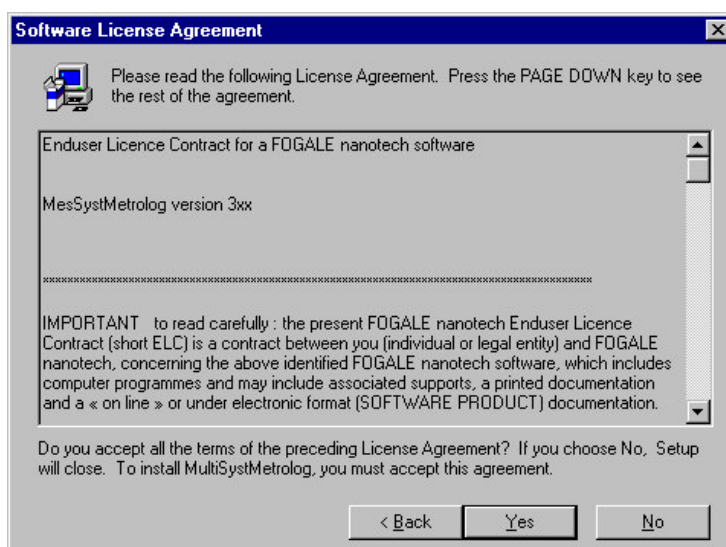 Software License Agreement
Please read the following License Agreement. Press the PAGE DOWN key to see
the rest of the agreement.
Enduser Licence Contract for a FOGALE nanotech software
MesSystMetrolog version 3xx
IMPORTANT to read carefully : the present FOGALE nanotech Enduser Licence
Contract (short ELC) is a contract between you (individual or legal entity) and FOGALE
nanotech, concerning the above identified FOGALE nanotech software, which includes
computer programmes and may include associated supports, a printed documentation
and a « on line » or under electronic format (SOFTWARE PRODUCT) documentation.
Do you accept all the terms of the preceding License Agreement? If you choose No, Setup
will close. To install MultiSystMetrolog, you must accept this agreement.
< Back
Yes
No